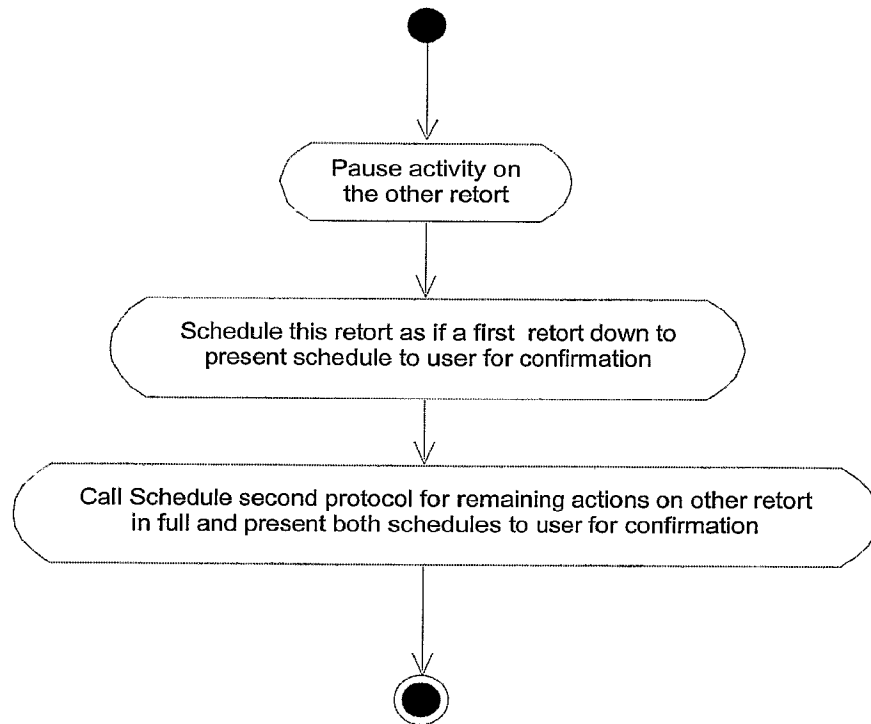 Pause activity on
the other retort
Schedule this retort as if a first retort down to
present schedule to user for confirmation
Call Schedule second protocol for remaining actions on other retort
in full and present both schedules to user for confirmation